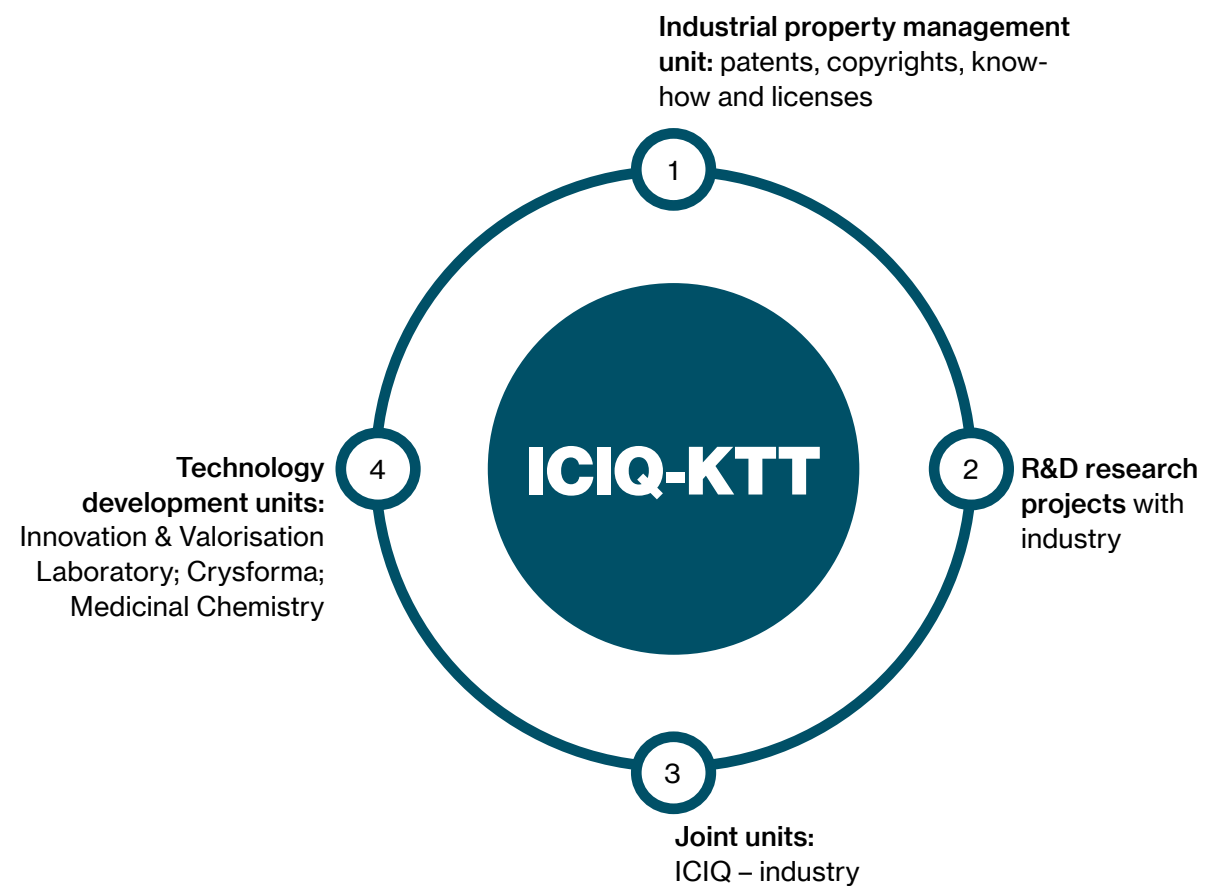 Industrial property management
unit: patents, copyrights, know-
how and licenses
1
ICIQ-KTT
2
R&D research
projects with
industry
3
Joint units:
ICIQ – industry
4
Technology
development units:
Innovation & Valorisation
Laboratory; Crysforma;
Medicinal Chemistry